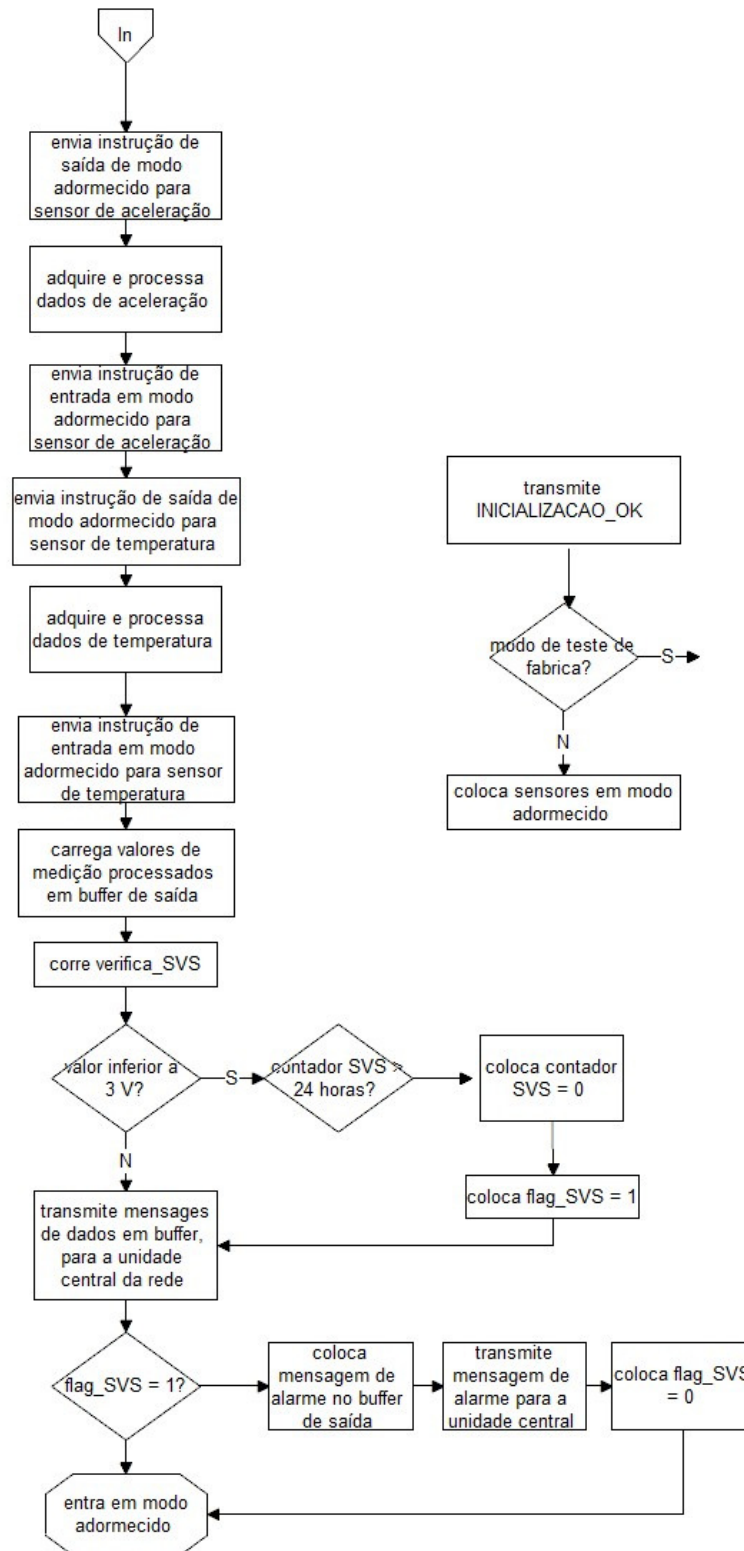 In
envia instrução de
saída de modo
adormecido para
sensor de aceleração
adquire e processa
dados de aceleração
envia instrução de
entrada em modo
adormecido para
sensor de aceleração
envia instrução de saída de
modo adormecido para
sensor de temperatura
adquire e processa
dados de temperatura
envia instrução de
entrada em modo
adormecido para sensor
de temperatura
carrega valores de
medição processados
em buffer de saída
corre verifica_SVS
valor inferior a
3 V?
S
contador SVS >
24 horas?
coloca contador
SVS = 0
coloca flag_SVS = 1
N
transmite mensages
de dados em buffer,
para a unidade
central da rede
flag_SVS = 1?
coloca
mensagem de
alarme no buffer
de saída
transmite
mensagem de
alarme para a
unidade central
coloca flag_SVS
= 0
entra em modo
adormecido
transmite
INICIALIZACAO_OK
modo de teste de
fabrica?
S
N
coloca sensores em modo
adormecido